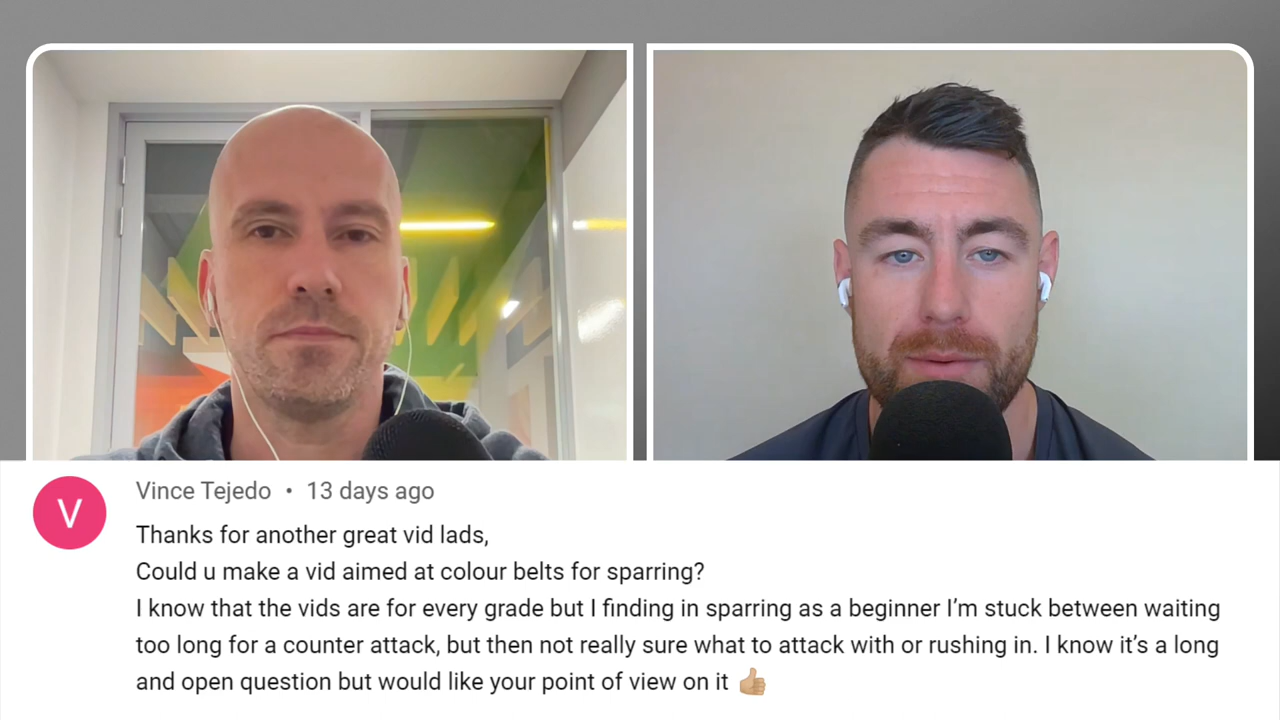 V
Vince Tejedo • 13 days ago
Thanks for another great vid lads,
Could u make a vid aimed at colour belts for sparring?
I know that the vids are for every grade but I finding in sparring as a beginner I'm stuck between waiting
too long for a counter attack, but then not really sure what to attack with or rushing in. I know it's a long
and open question but would like your point of view on it 👍🏼